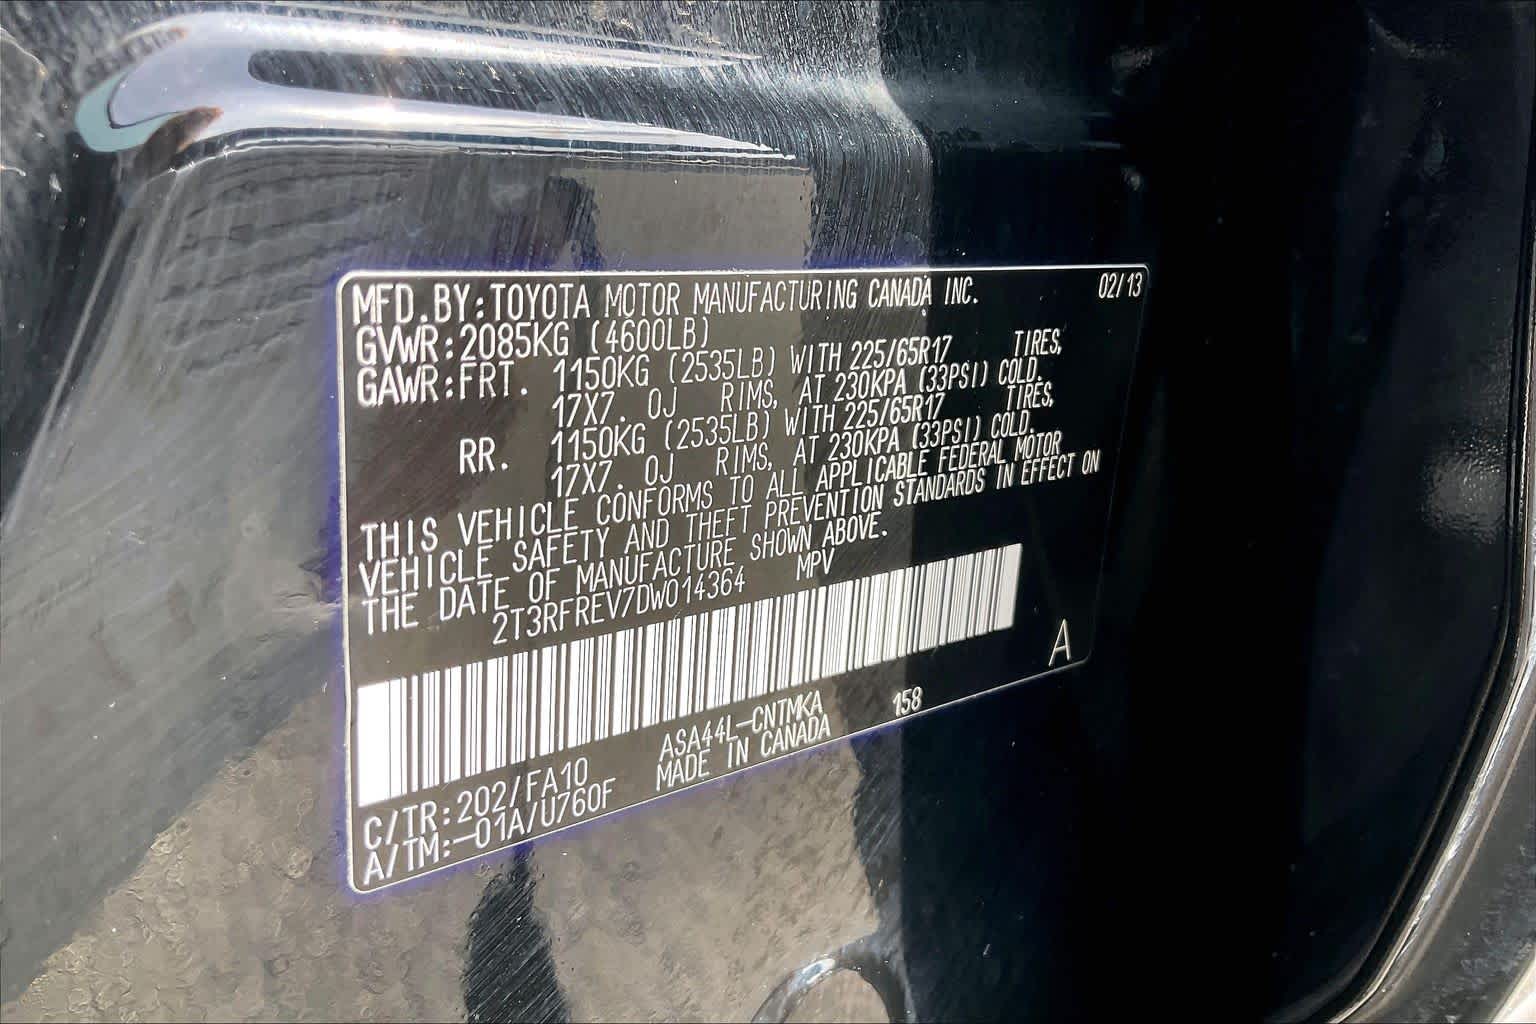 MFD.BY:TOYOTA MOTOR MANUFACTURING CANADA INC. 02/13
GVWR:2085KG (4600LB)
GAWR:FRT. 1150KG (2535LB) WITH 225/65R17 TIRES,
17X7. 0J RIMS, AT 230KPA (33PSI) COLD.
RR. 1150KG (2535LB) WITH 225/65R17 TIRES,
17X7. 0J RIMS, AT 230KPA (33PSI) COLD.
THIS VEHICLE CONFORMS TO ALL APPLICABLE FEDERAL MOTOR
VEHICLE SAFETY AND THEFT PREVENTION STANDARDS IN EFFECT ON
THE DATE OF MANUFACTURE SHOWN ABOVE.
2T3RFREV7DW014364 MPV
A
C/TR:202/FA10 ASA44L-CNTMKA 158
A/TM:-01A/U760F MADE IN CANADA